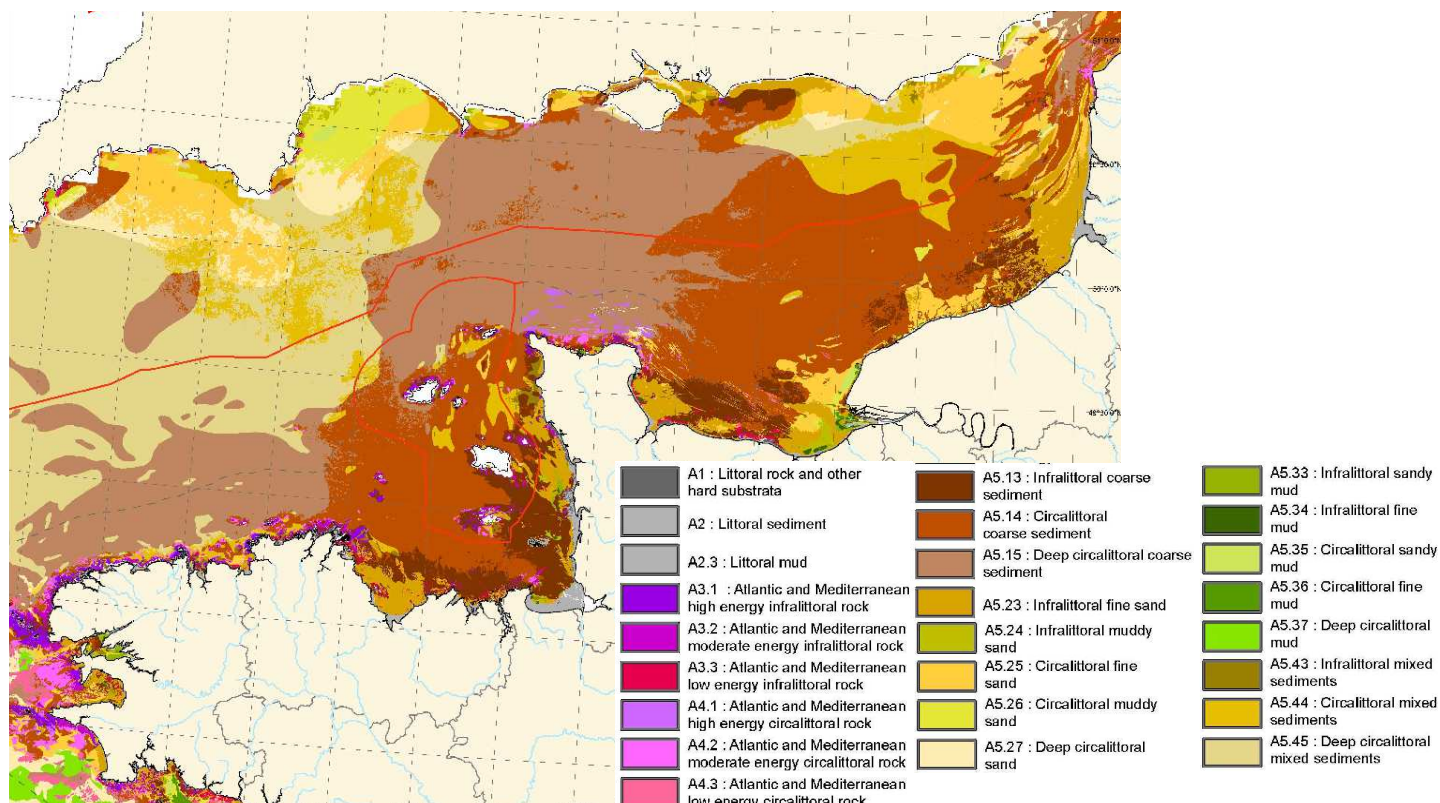 A1 : Littoral rock and other
hard substrata
A2 : Littoral sediment
A2.3 : Littoral mud
A3.1 : Atlantic and Mediterranean
high energy infralittoral rock
A3.2 : Atlantic and Mediterranean
moderate energy infralittoral rock
A3.3 : Atlantic and Mediterranean
low energy infralittoral rock
A4.1 : Atlantic and Mediterranean
high energy circalittoral rock
A4.2 : Atlantic and Mediterranean
moderate energy circalittoral rock
A4.3 : Atlantic and Mediterranean
low energy circalittoral rock
A5.13 : Infralittoral coarse
sediment
A5.14 : Circalittoral
coarse sediment
A5.15 : Deep circalittoral coarse
sediment
A5.23 : Infralittoral fine sand
A5.24 : Infralittoral muddy
sand
A5.25 : Circalittoral fine
sand
A5.26 : Circalittoral muddy
sand
A5.27 : Deep circalittoral
sand
A5.33 : Infralittoral sandy
mud
A5.34 : Infralittoral fine
mud
A5.35 : Circalittoral sandy
mud
A5.36 : Circalittoral fine
mud
A5.37 : Deep circalittoral
mud
A5.43 : Infralittoral mixed
sediments
A5.44 : Circalittoral mixed
sediments
A5.45 : Deep circalittoral
mixed sediments